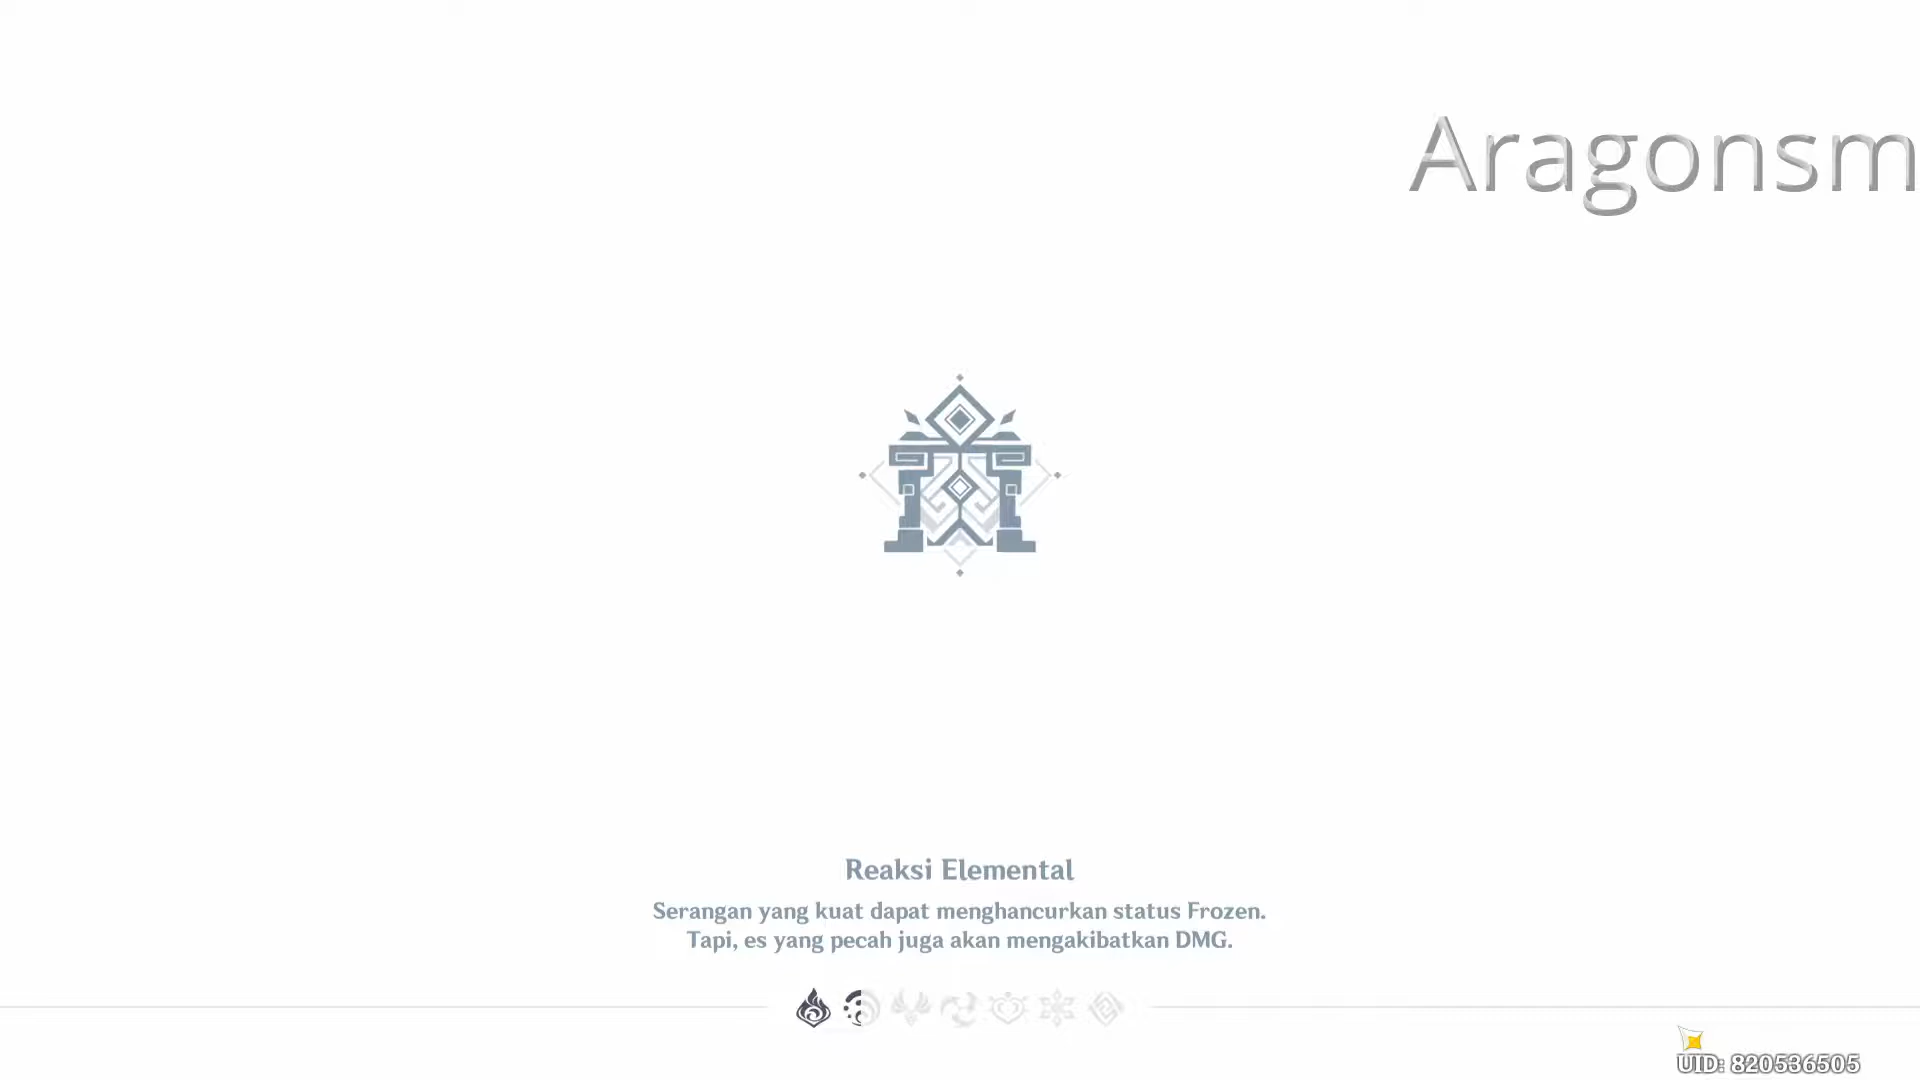 Aragonsm
Reaksi Elemental
Serangan yang kuat dapat menghancurkan status Frozen.
Tapi, es yang pecah juga akan mengakibatkan DMG.
UID: 820536505